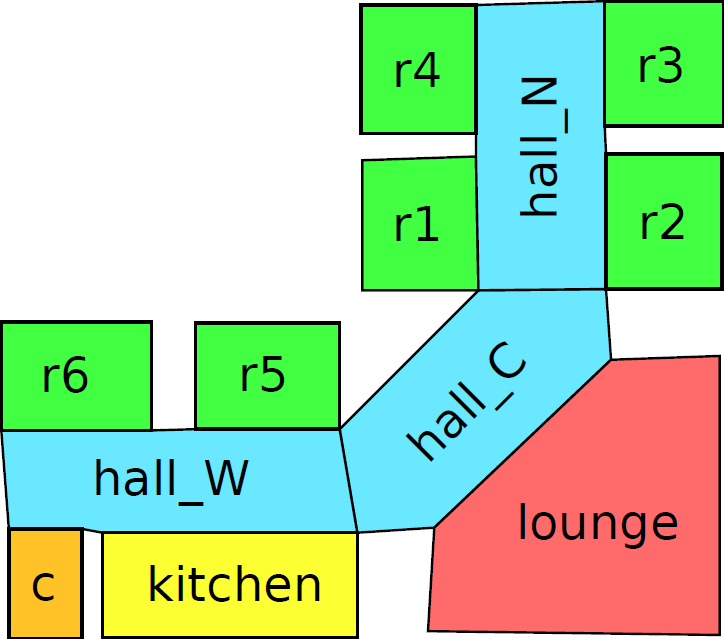 r4
hall_N
r3
r1
r2
r6
r5
hall_C
hall_W
lounge
c
kitchen